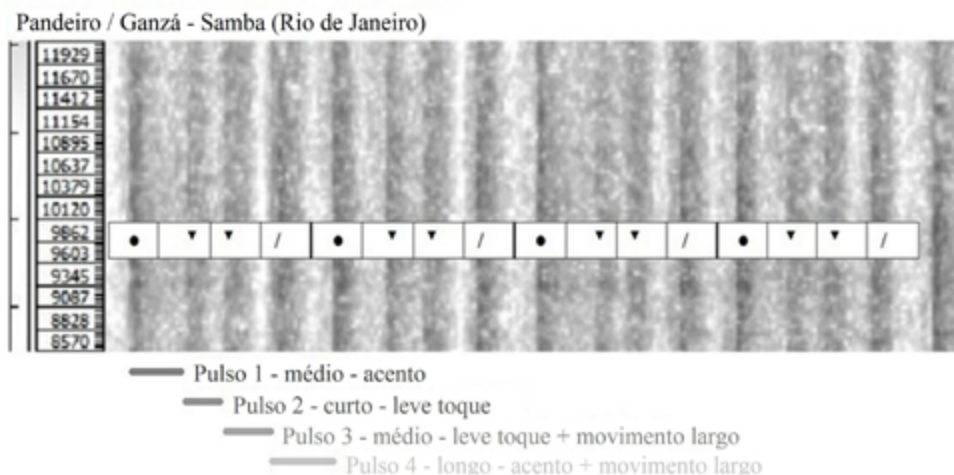 Pandeiro / Ganzá - Samba (Rio de Janeiro)
11929
11670
11412
11154
10895
10637
10379
10120
9862
9603
9345
9087
8828
8570
Pulso 1 - médio - acento
Pulso 2 - curto - leve toque
Pulso 3 - médio - leve toque + movimento largo
Pulso 4 - longo - acento + movimento largo